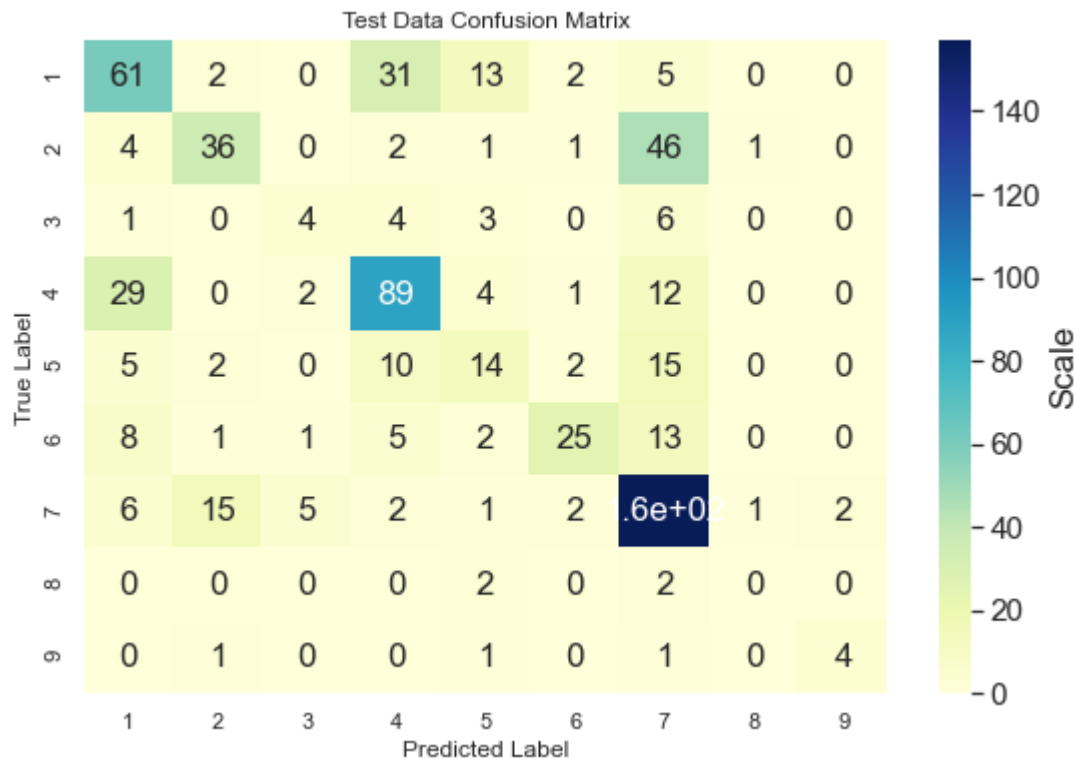 Test Data Confusion Matrix
1 61 2 0 31 13 2 5 0 0
2 4 36 0 2 1 1 46 1 0
3 1 0 4 4 3 0 6 0 0
4 29 0 2 89 4 1 12 0 0
5 5 2 0 10 14 2 15 0 0
6 8 1 1 5 2 25 13 0 0
7 6 15 5 2 1 2 1.6e+02 1 2
8 0 0 0 0 2 0 2 0 0
9 0 1 0 0 1 0 1 0 4
1 2 3 4 5 6 7 8 9
Predicted Label
True Label
140
120
100
80
60
40
20
0
Scale